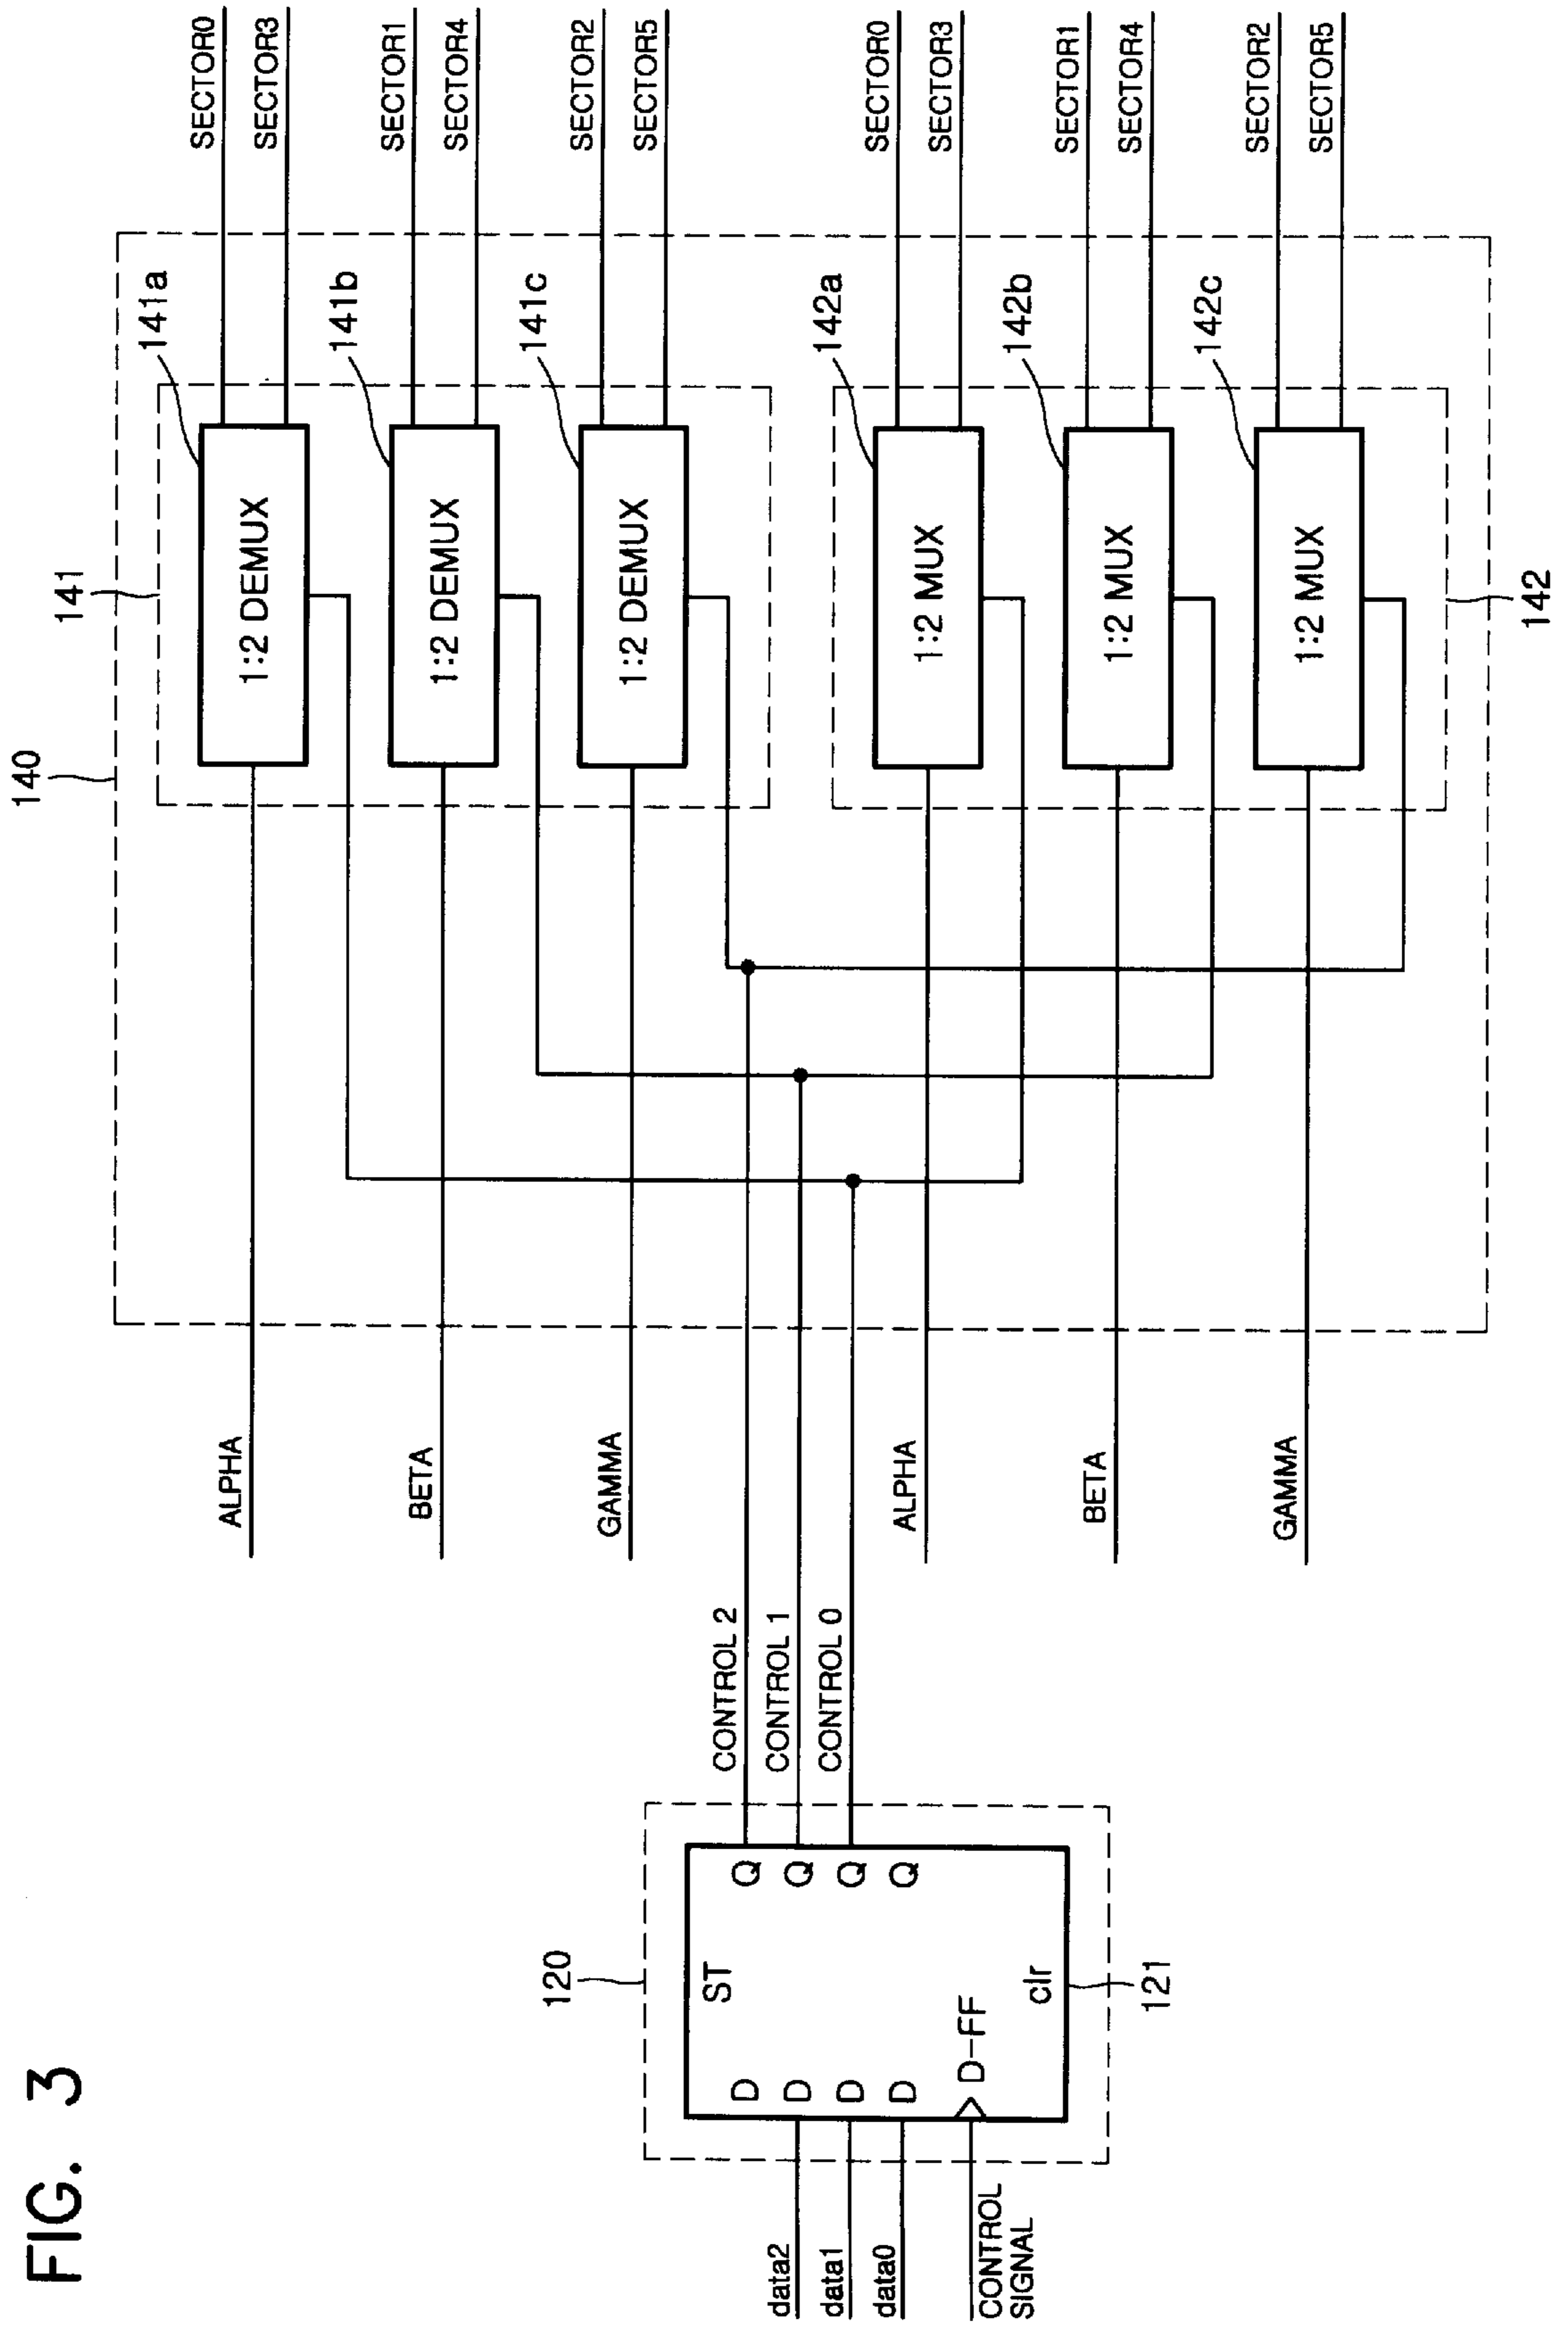 FIG. 3
140
141
141a
1:2 DEMUX
SECTOR0
SECTOR3
ALPHA
141b
1:2 DEMUX
SECTOR1
SECTOR4
BETA
141c
1:2 DEMUX
SECTOR2
SECTOR5
GAMMA
120
ST
D Q
data2 D Q
data1 D Q
data0 D Q
D-FF
CONTROL
SIGNAL
clr
121
CONTROL 2
CONTROL 1
CONTROL 0
142a
1:2 MUX
SECTOR0
SECTOR3
ALPHA
142b
1:2 MUX
SECTOR1
SECTOR4
BETA
142c
1:2 MUX
SECTOR2
SECTOR5
GAMMA
142